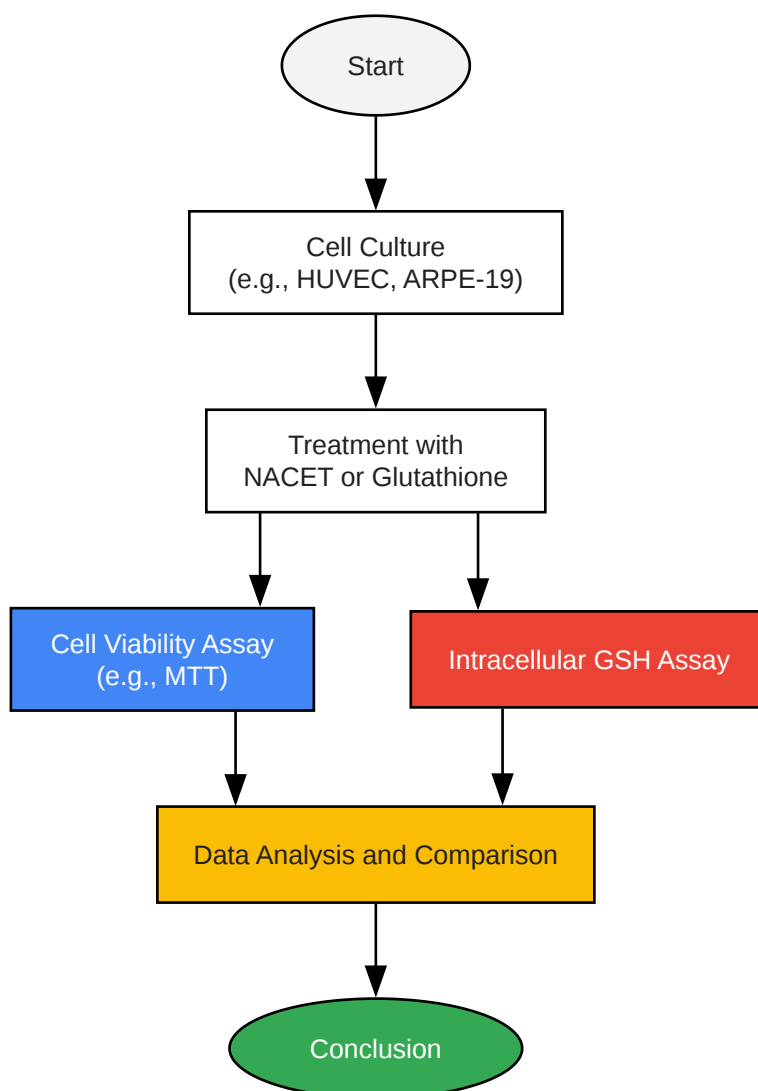 Start
Cell Culture
(e.g., HUVEC, ARPE-19)
Treatment with
NACET or Glutathione
Cell Viability Assay
(e.g., MTT)
Intracellular GSH Assay
Data Analysis and Comparison
Conclusion